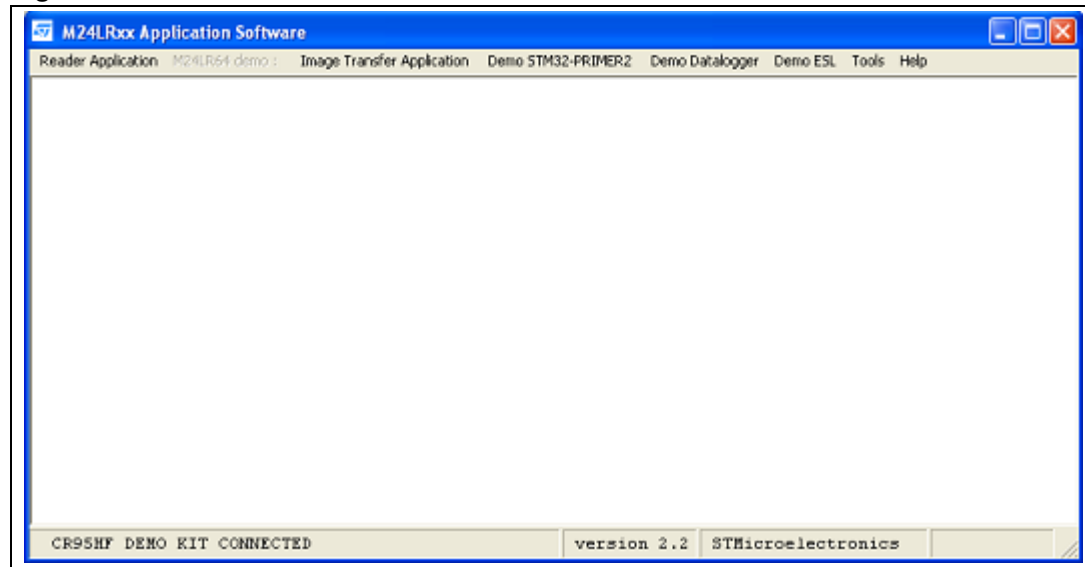 M24LRxx Application Software
Reader Application M24LR64 demo : Image Transfer Application Demo STM32-PRIMER2 Demo Datalogger Demo ESL Tools Help
CR95HF DEMO KIT CONNECTED version 2.2 STMicroelectronics